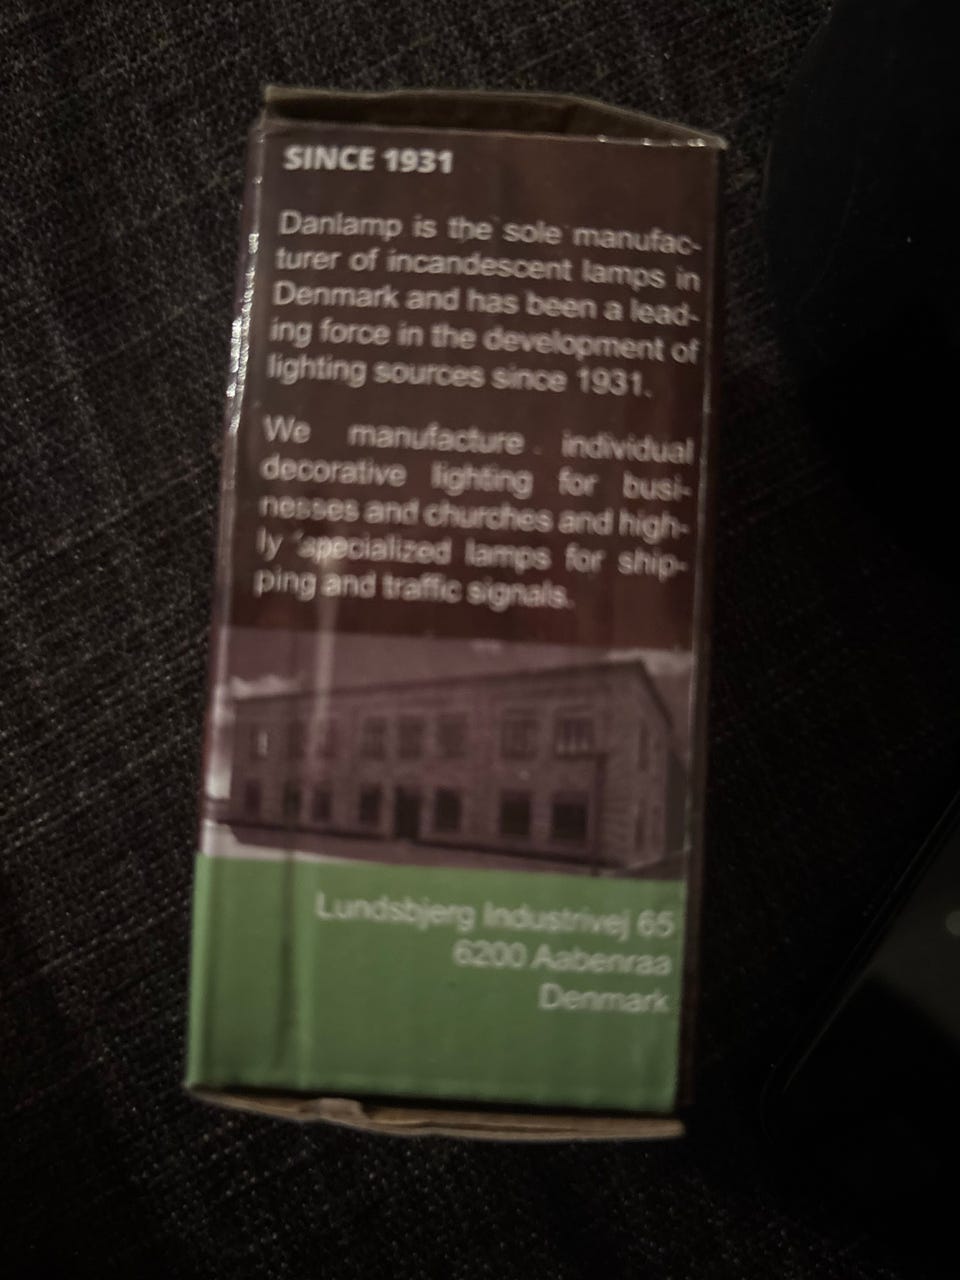 SINCE 1931
Danlamp is the sole manufac-
turer of incandescent lamps in
Denmark and has been a lead-
ing force in the development of
lighting sources since 1931.
We manufacture individual
decorative lighting for busi-
nesses and churches and high-
ly specialized lamps for ship-
ping and traffic signals.
Lundsbjerg Industrivej 65
6200 Aabenraa
Denmark